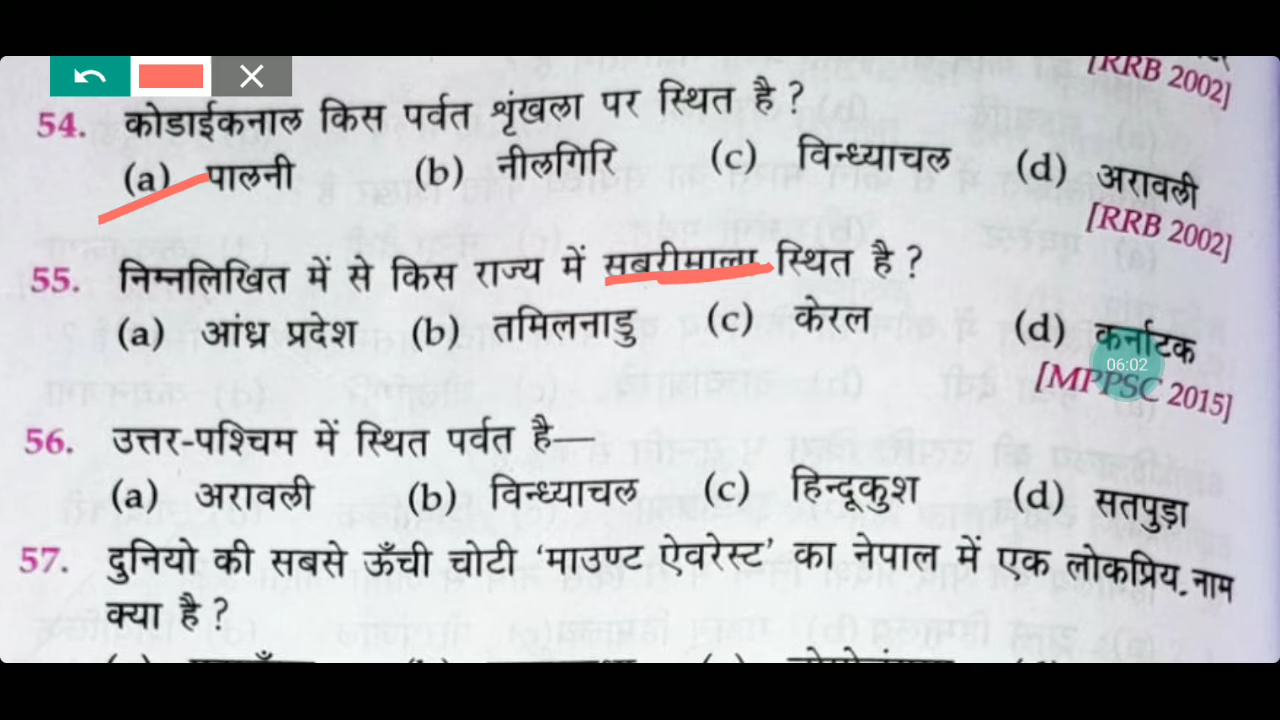 [RRB 2002]
54. कोडाईकनाल किस पर्वत शृंखला पर स्थित है ?
(a) पालनी (b) नीलगिरि (c) विन्ध्याचल (d) अरावली
[RRB 2002]
55. निम्नलिखित में से किस राज्य में सबरीमाला स्थित है ?
(a) आंध्र प्रदेश (b) तमिलनाडु (c) केरल (d) कर्नाटक
06:02
[MPPSC 2015]
56. उत्तर-पश्चिम में स्थित पर्वत है—
(a) अरावली (b) विन्ध्याचल (c) हिन्दूकुश (d) सतपुड़ा
57. दुनियो की सबसे ऊँची चोटी ‘माउण्ट ऐवरेस्ट’ का नेपाल में एक लोकप्रिय नाम
क्या है ?